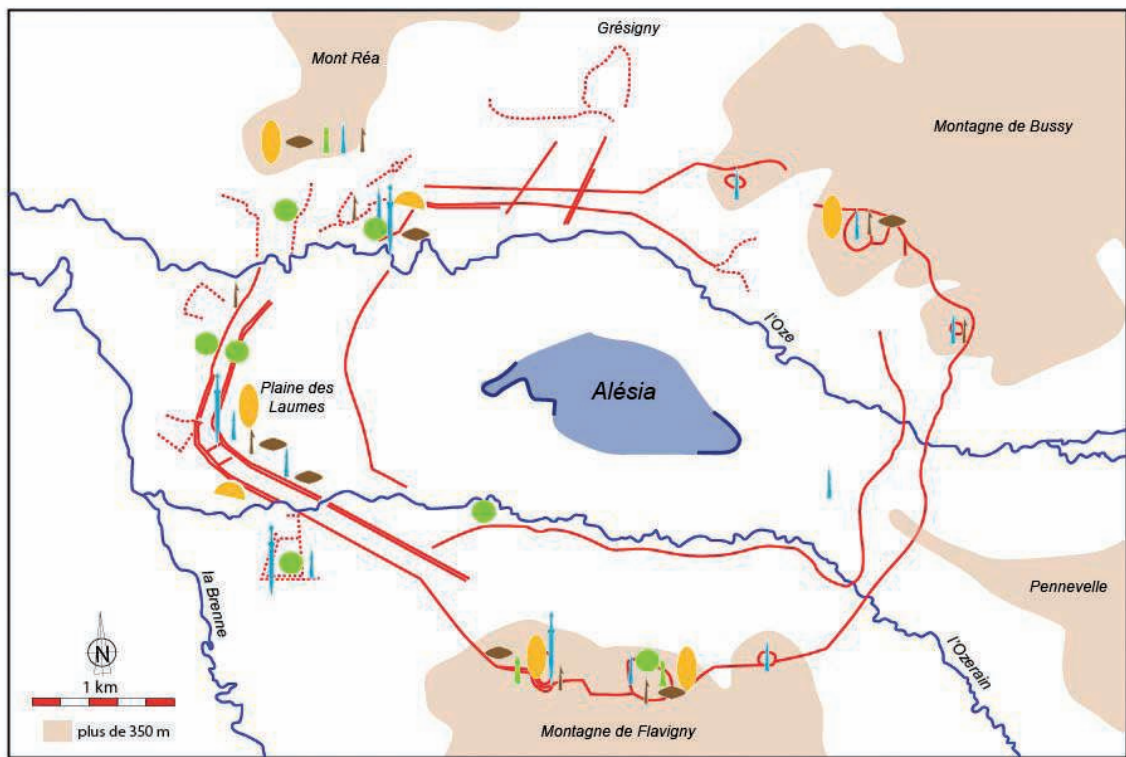 Grésigny
Mont Réa
Montagne de Bussy
l'Oze
Plaine des
Laumes
Alésia
la Brenne
Pennevelle
l'Ozerain
N
1 km
plus de 350 m
Montagne de Flavigny